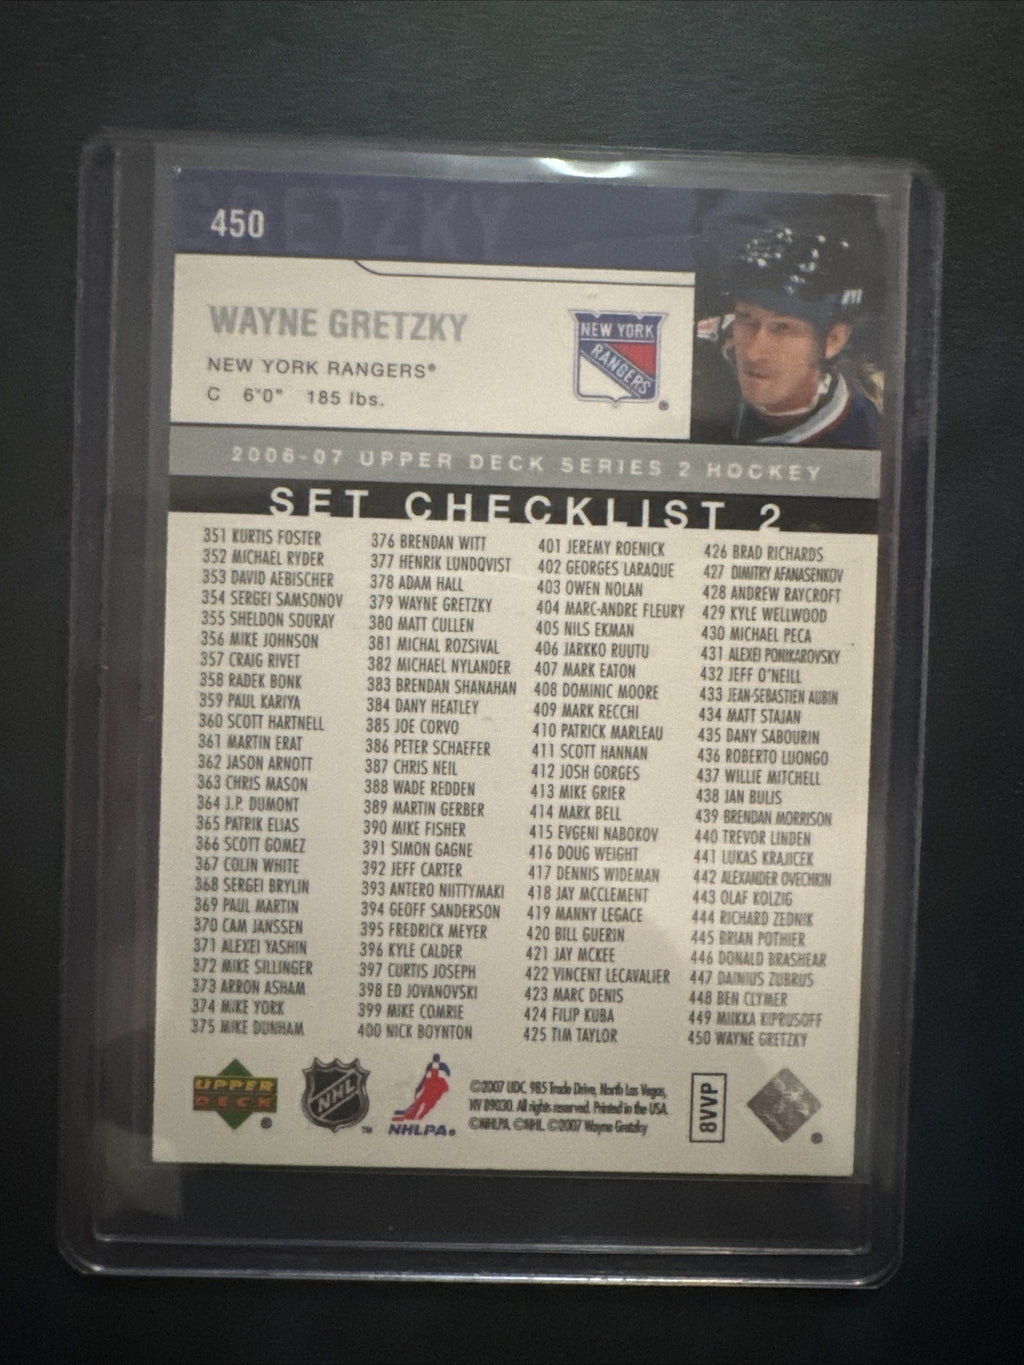 GRETZKY
450
WAYNE GRETZKY
NEW YORK RANGERS®
C 6'0" 185 lbs.
NEW YORK
RANGERS
®
2006-07 UPPER DECK SERIES 2 HOCKEY
SET CHECKLIST 2
351 KURTIS FOSTER
352 MICHAEL RYDER
353 DAVID AEBISCHER
354 SERGEI SAMSONOV
355 SHELDON SOURAY
356 MIKE JOHNSON
357 CRAIG RIVET
358 RADEK BONK
359 PAUL KARIYA
360 SCOTT HARTNELL
361 MARTIN ERAT
362 JASON ARNOTT
363 CHRIS MASON
364 J.P. DUMONT
365 PATRIK ELIAS
366 SCOTT GOMEZ
367 COLIN WHITE
368 SERGEI BRYLIN
369 PAUL MARTIN
370 CAM JANSSEN
371 ALEXEI YASHIN
372 MIKE SILLINGER
373 ARRON ASHAM
374 MIKE YORK
375 MIKE DUNHAM
376 BRENDAN WITT
377 HENRIK LUNDQVIST
378 ADAM HALL
379 WAYNE GRETZKY
380 MATT CULLEN
381 MICHAL ROZSIVAL
382 MICHAEL NYLANDER
383 BRENDAN SHANAHAN
384 DANY HEATLEY
385 JOE CORVO
386 PETER SCHAEFER
387 CHRIS NEIL
388 WADE REDDEN
389 MARTIN GERBER
390 MIKE FISHER
391 SIMON GAGNE
392 JEFF CARTER
393 ANTERO NIITTYMAKI
394 GEOFF SANDERSON
395 FREDRICK MEYER
396 KYLE CALDER
397 CURTIS JOSEPH
398 ED JOVANOVSKI
399 MIKE COMRIE
400 NICK BOYNTON
401 JEREMY ROENICK
402 GEORGES LARAQUE
403 OWEN NOLAN
404 MARC-ANDRE FLEURY
405 NILS EKMAN
406 JARKKO RUUTU
407 MARK EATON
408 DOMINIC MOORE
409 MARK RECCHI
410 PATRICK MARLEAU
411 SCOTT HANNAN
412 JOSH GORGES
413 MIKE GRIER
414 MARK BELL
415 EVGENI NABOKOV
416 DOUG WEIGHT
417 DENNIS WIDEMAN
418 JAY MCCLEMENT
419 MANNY LEGACE
420 BILL GUERIN
421 JAY MCKEE
422 VINCENT LECAVALIER
423 MARC DENIS
424 FILIP KUBA
425 TIM TAYLOR
426 BRAD RICHARDS
427 DIMITRY AFANASENKOV
428 ANDREW RAYCROFT
429 KYLE WELLWOOD
430 MICHAEL PECA
431 ALEXEI PONIKAROVSKY
432 JEFF O'NEILL
433 JEAN-SEBASTIEN AUBIN
434 MATT STAJAN
435 DANY SABOURIN
436 ROBERTO LUONGO
437 WILLIE MITCHELL
438 JAN BULIS
439 BRENDAN MORRISON
440 TREVOR LINDEN
441 LUKAS KRAJICEK
442 ALEXANDER OVECHKIN
443 OLAF KOLZIG
444 RICHARD ZEDNIK
445 BRIAN POTHIER
446 DONALD BRASHEAR
447 DAINIUS ZUBRUS
448 BEN CLYMER
449 MIIKKA KIPRUSOFF
450 WAYNE GRETZKY
UPPER
DECK
®
NHL
TM
NHLPA®
©2007 UDC 985 Trade Drive, North Las Vegas,
NV 89030. All rights reserved. Printed in the USA.
©NHLPA. ©NHL. ©2007 Wayne Gretzky
8VVP
®